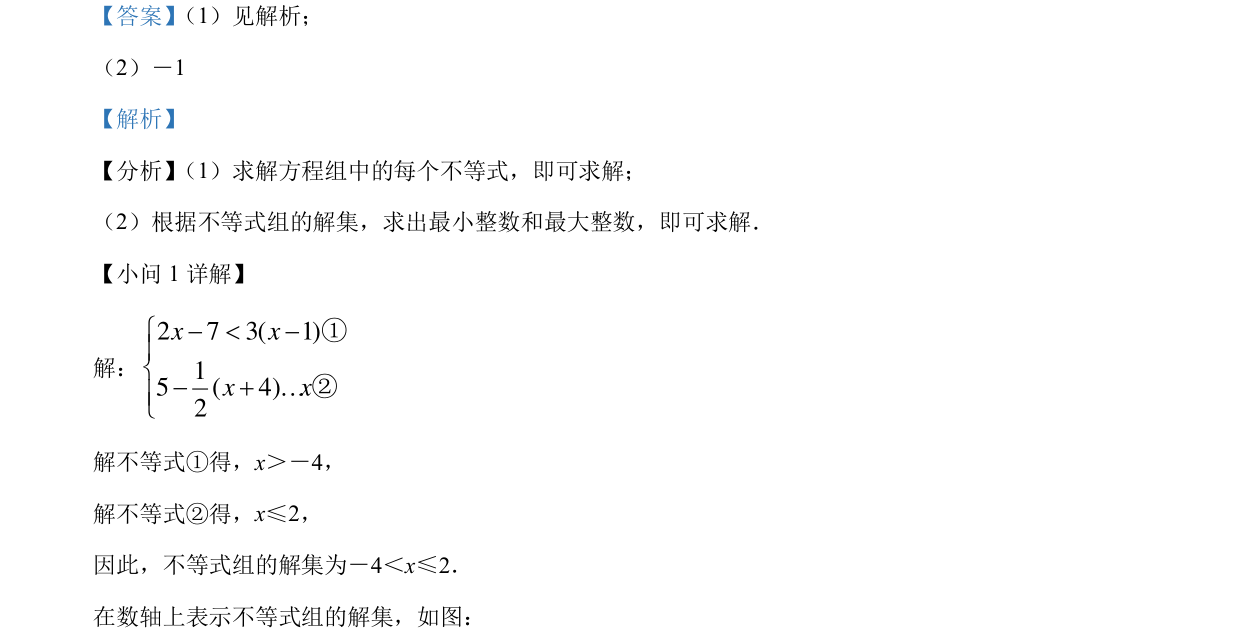 【答案】（1）见解析；
（2）－1
【解析】
【分析】（1）求解方程组中的每个不等式，即可求解；
（2）根据不等式组的解集，求出最小整数和最大整数，即可求解．
【小问 1 详解】
2x－7＜3(x－1)①
解：
5－1/2(x＋4)…x②
解不等式①得，x＞－4，
解不等式②得，x≤2，
因此，不等式组的解集为－4＜x≤2．
在数轴上表示不等式组的解集，如图：